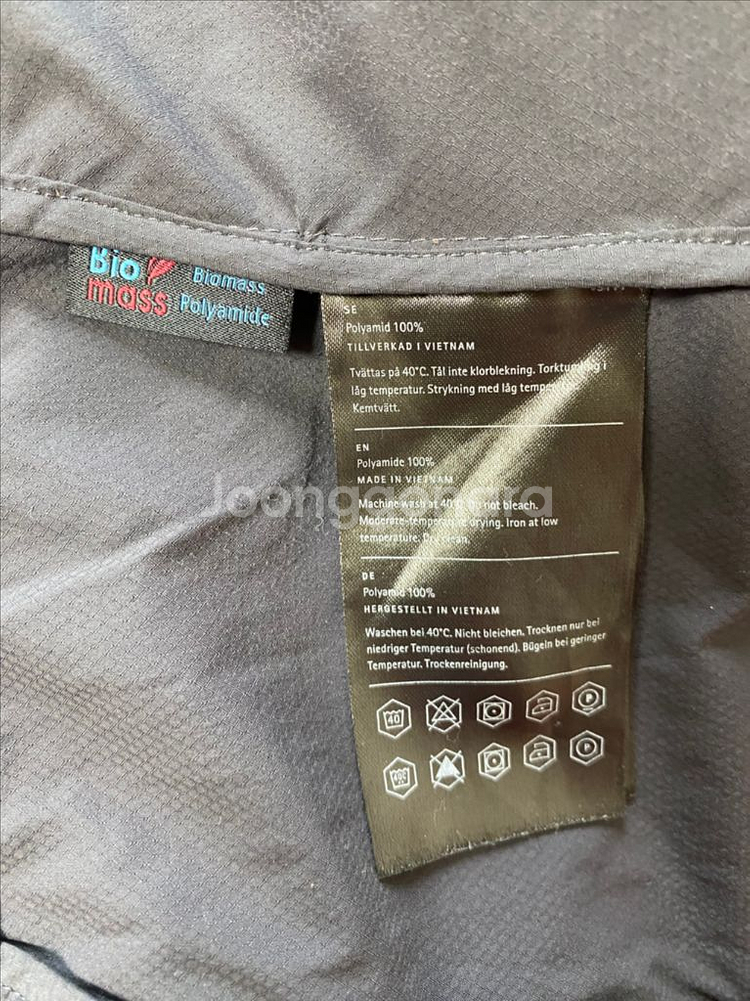 Bio
mass
Biomass
Polyamide
SE
Polyamid 100%
TILLVERKAD I VIETNAM
Tvättas på 40°C. Tål inte klorblekning. Torktumling i
låg temperatur. Strykning med låg temperatur.
Kemtvätt.
EN
Polyamide 100%
MADE IN VIETNAM
Machine wash at 40°C. Do not bleach.
Moderate-temperature drying. Iron at low
temperature. Dry clean.
DE
Polyamid 100%
HERGESTELLT IN VIETNAM
Waschen bei 40°C. Nicht bleichen. Trocknen nur bei
niedriger Temperatur (schonend). Bügeln bei geringer
Temperatur. Trockenreinigung.
40 P
P
Joonggonara